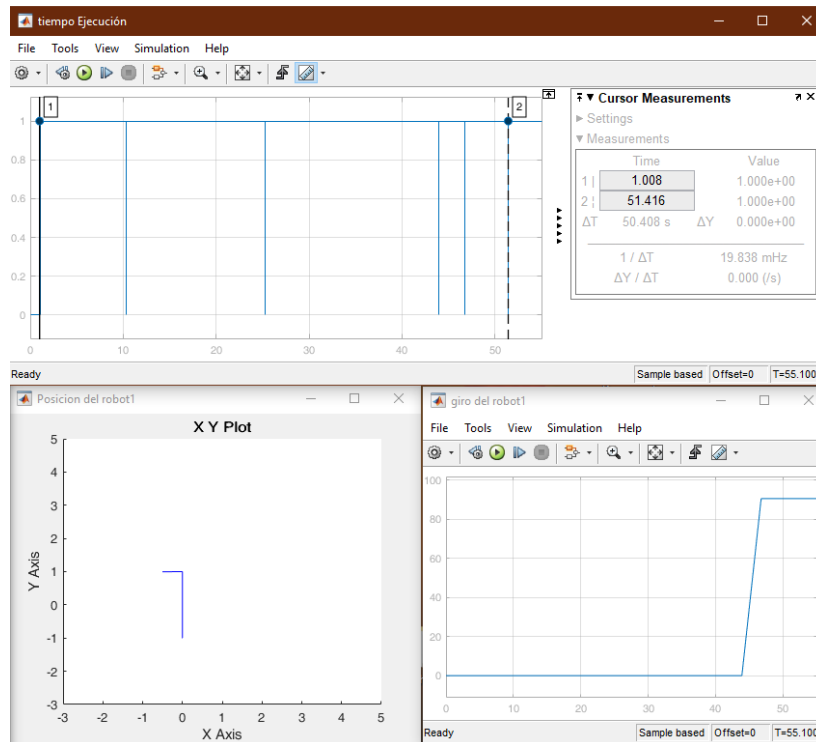 tiempo Ejecución
File Tools View Simulation Help
1 2
1
0.8
0.6
0.4
0.2
0
0 10 20 30 40 50
Cursor Measurements
Settings
Measurements
Time Value
1 | 1.008 1.000e+00
2 ¦ 51.416 1.000e+00
ΔT 50.408 s ΔY 0.000e+00
1 / ΔT 19.838 mHz
ΔY / ΔT 0.000 (/s)
Ready Sample based Offset=0 T=55.100
Posicion del robot1
X Y Plot
5
4
3
2
1
0
-1
-2
-3
Y Axis
-3 -2 -1 0 1 2 3 4 5
X Axis
giro del robot1
File Tools View Simulation Help
100
80
60
40
20
0
0 10 20 30 40 50
Ready Sample based Offset=0 T=55.100